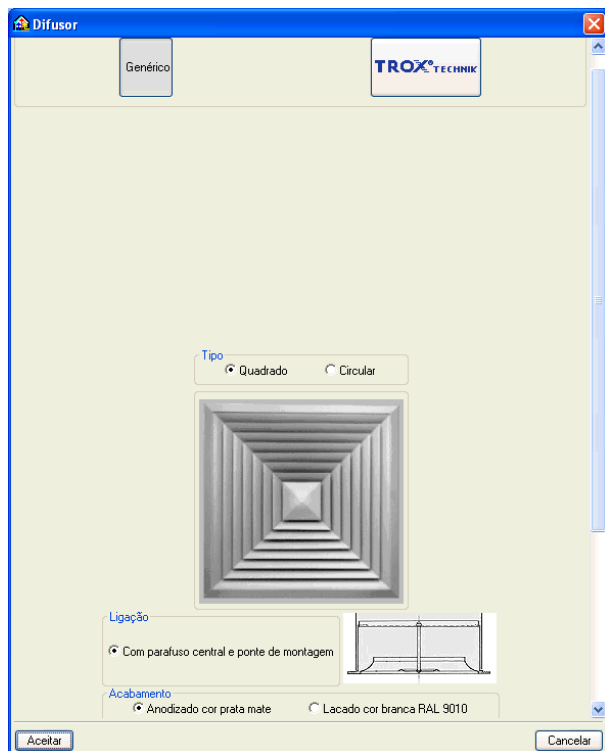 Difusor
Genérico
TROX® TECHNIK
Tipo
Quadrado Circular
Ligação
Com parafuso central e ponte de montagem
Acabamento
Anodizado cor prata mate Lacado cor branca RAL 9010
Aceitar Cancelar